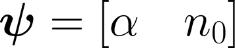 𝝍 = [α n₀]